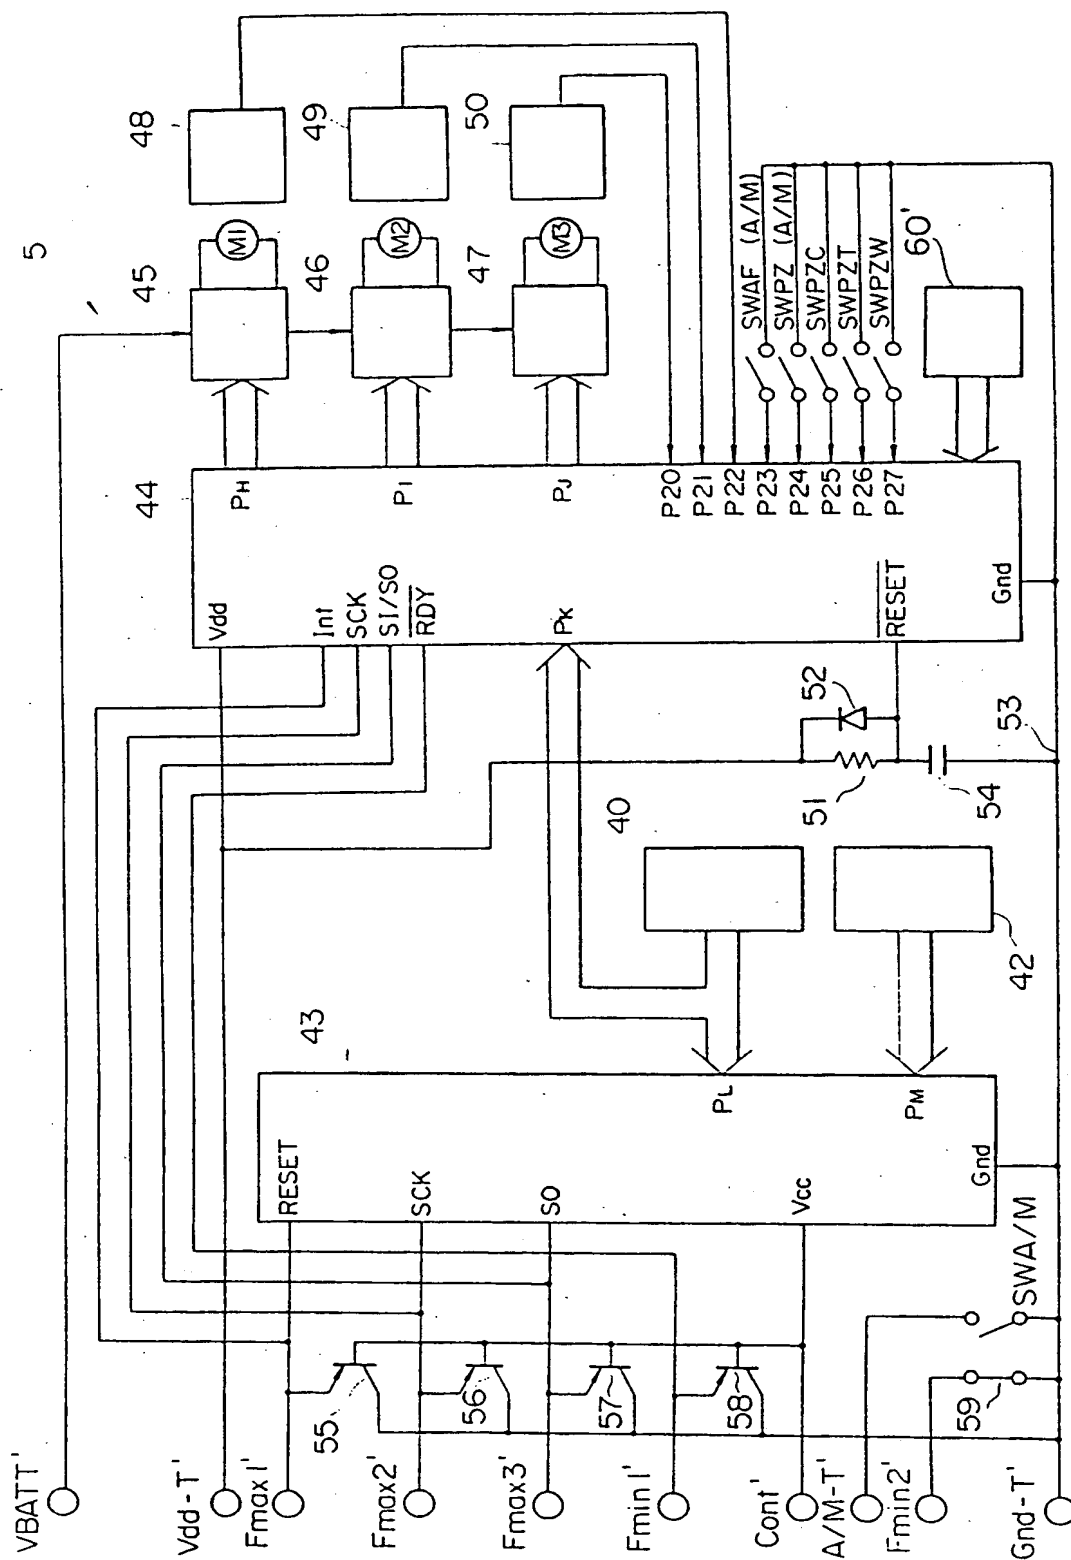 5
VBATT'
Vdd-T'
Fmax1'
Fmax2'
Fmax3'
Fmin1'
Cont'
A/M-T'
Fmin2'
Gnd-T'
55
56
57
58
59
SWA/M
43
RESET
SCK
SO
Vcc
Gnd
PL
PM
40
42
51
52
53
54
44
Vdd
Int
SCK
SI/SO
RDY
PK
RESET
Gnd
PH
PI
PJ
P20
P21
P22
P23
P24
P25
P26
P27
45
46
47
M1
M2
M3
48
49
50
SWAF (A/M)
SWPZ (A/M)
SWPZC
SWPZT
SWPZW
60'